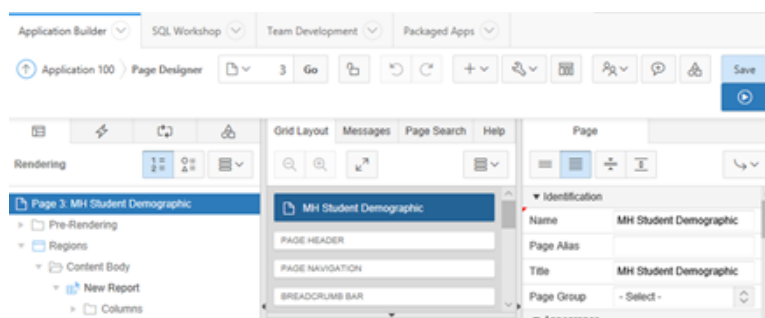 Application Builder SQL Workshop Team Development Packaged Apps
Application 100 Page Designer 3 Go Save
Grid Layout Messages Page Search Help Page
Rendering
Page 3: MH Student Demographic
Pre-Rendering
Regions
Content Body
New Report
Columns
MH Student Demographic
PAGE HEADER
PAGE NAVIGATION
BREADCRUMB BAR
Identification
Name MH Student Demographic
Page Alias
Title MH Student Demographic
Page Group - Select -
Appearance